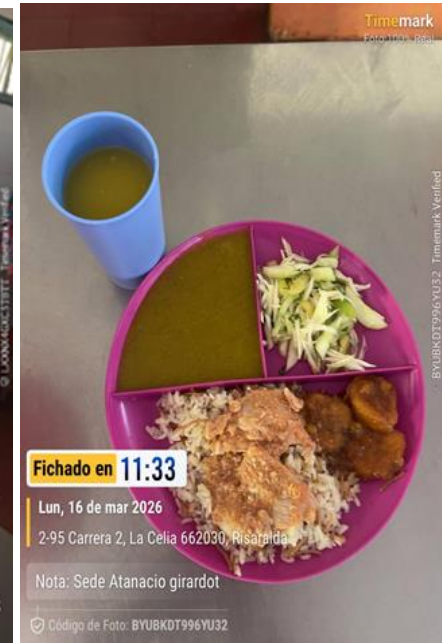 Timemark
Foto 100% Real
BYUBKDT996YU32 Timemark Verified
Fichado en 11:33
Lun, 16 de mar 2026
2-95 Carrera 2, La Celia 662030, Risaralda
Nota: Sede Atanacio girardot
Código de Foto: BYUBKDT996YU32
Timemark Verified